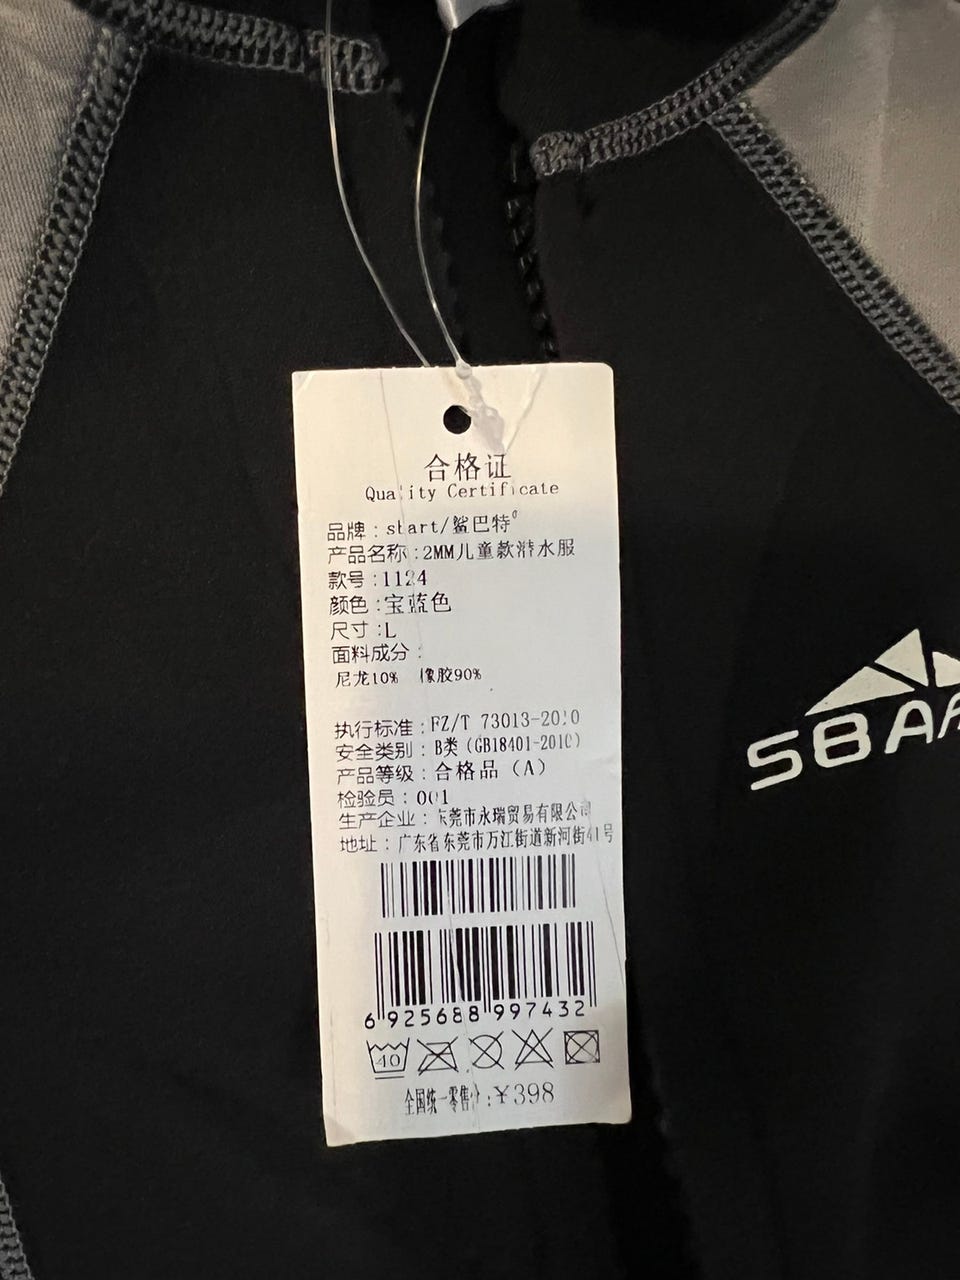 合格证
Quality Certificate
品牌：sbart/鲨巴特
产品名称：2MM儿童款潜水服
款号：1124
颜色：宝蓝色
尺寸：L
面料成分：
尼龙10% 橡胶90%
执行标准：FZ/T 73013-2010
安全类别：B类（GB18401-2010）
产品等级：合格品（A）
检验员：001
生产企业：东莞市永瑞贸易有限公司
地址：广东省东莞市万江街道新河街41号
6 925688 997432
40
全国统一零售价：¥398
SBAR